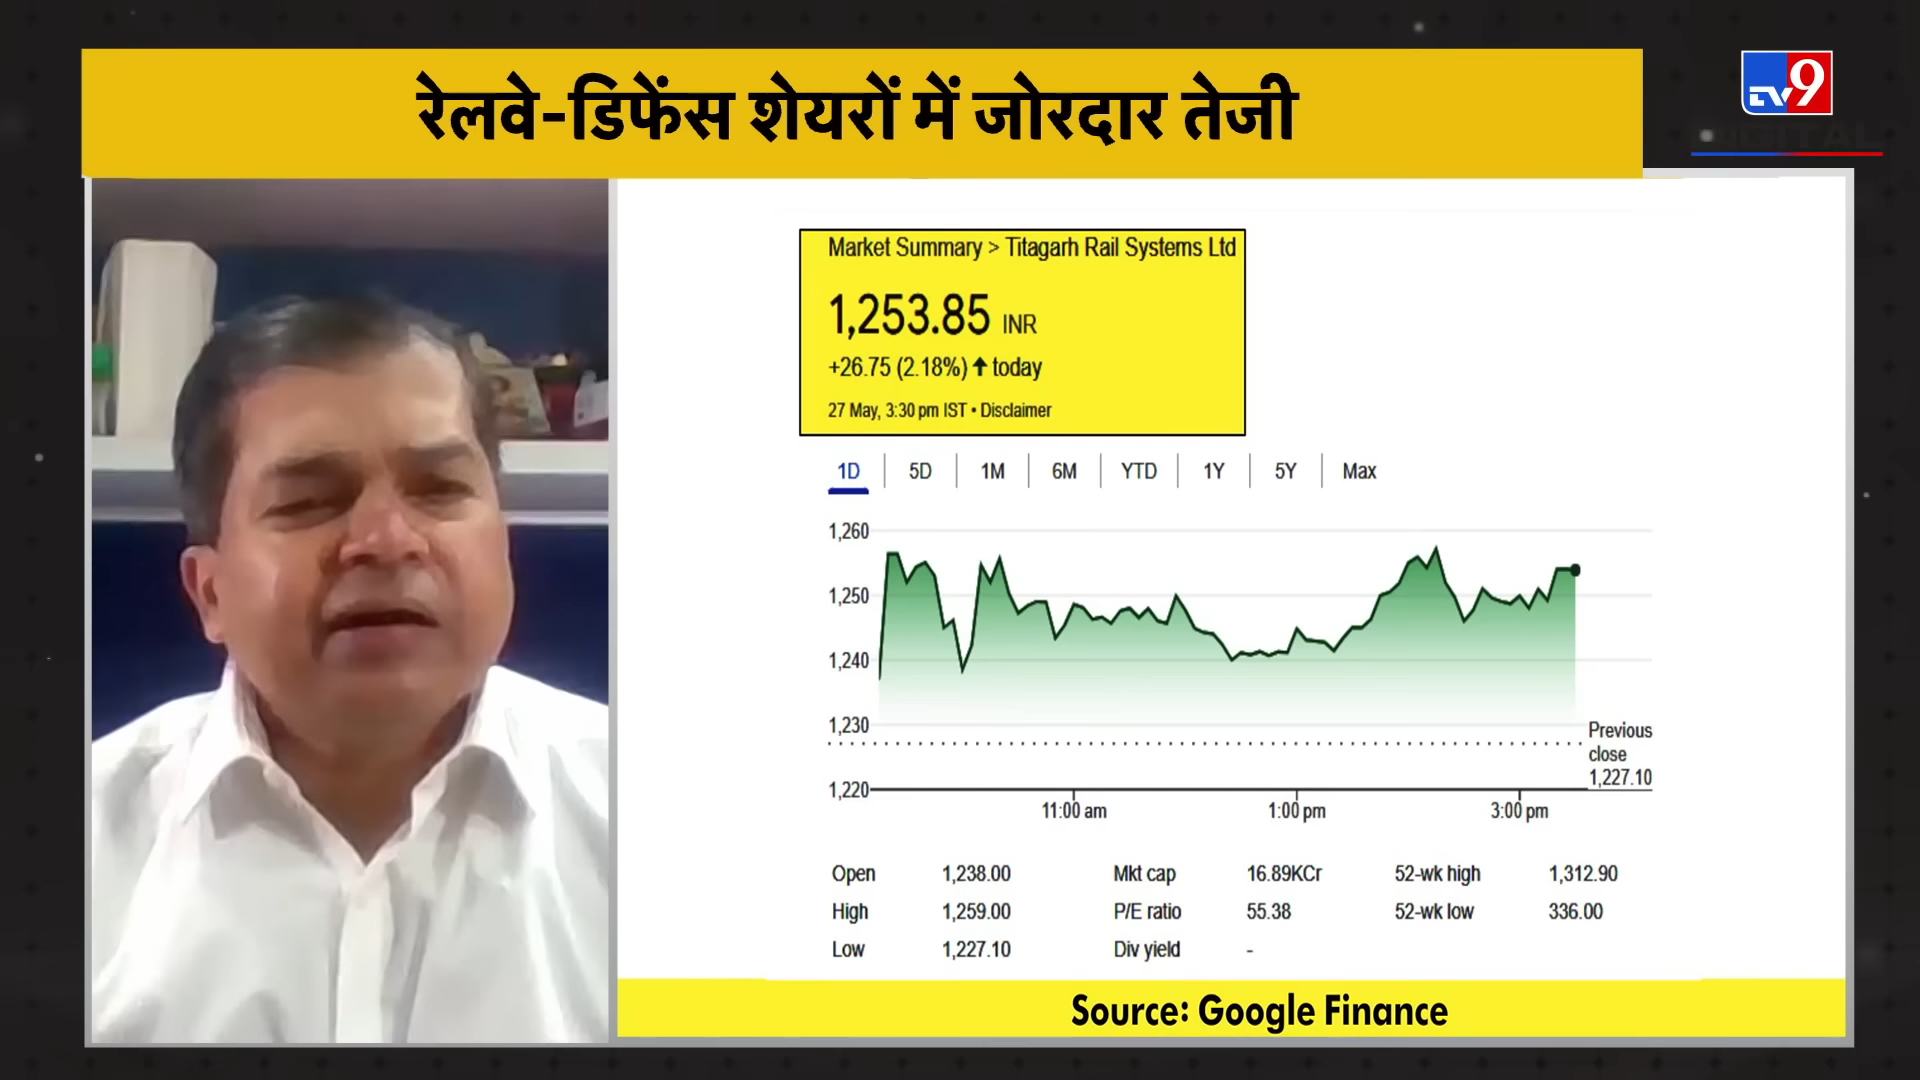 रेलवे-डिफेंस शेयरों में जोरदार तेजी
TV9
DIGITAL
Market Summary > Titagarh Rail Systems Ltd
1,253.85 INR
+26.75 (2.18%) ↑ today
27 May, 3:30 pm IST • Disclaimer
1D 5D 1M 6M YTD 1Y 5Y Max
1,260
1,250
1,240
1,230
1,220
Previous
close
1,227.10
11:00 am 1:00 pm 3:00 pm
Open 1,238.00 Mkt cap 16.89KCr 52-wk high 1,312.90
High 1,259.00 P/E ratio 55.38 52-wk low 336.00
Low 1,227.10 Div yield -
Source: Google Finance